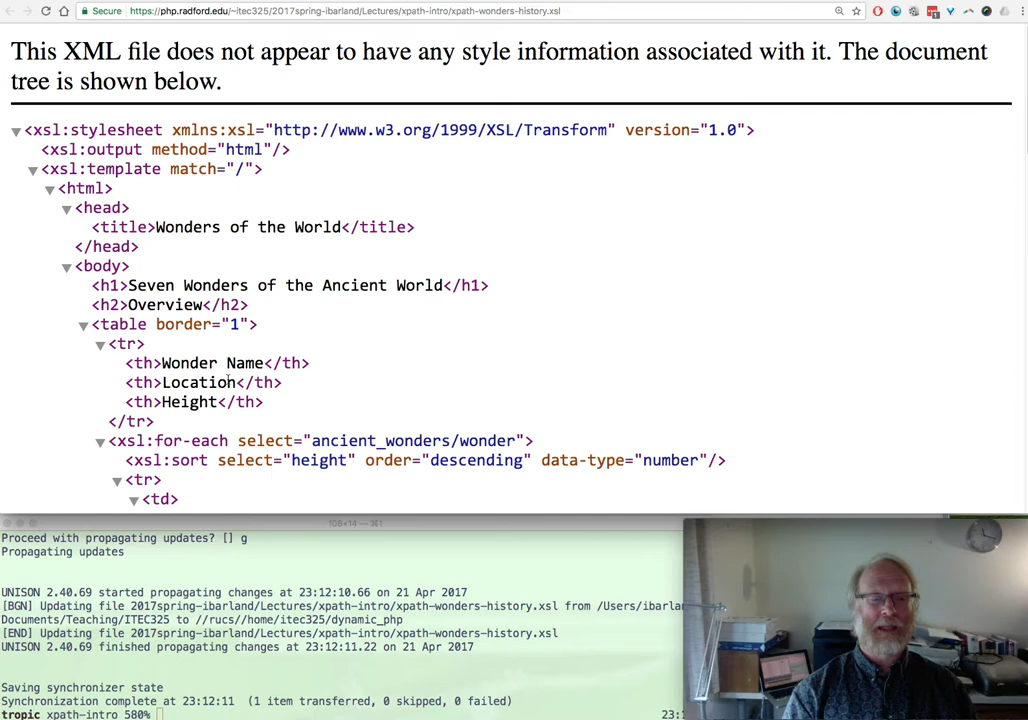 Secure https://php.radford.edu/~itec325/2017spring-ibarland/Lectures/xpath-intro/xpath-wonders-history.xsl
This XML file does not appear to have any style information associated with it. The document
tree is shown below.
<xsl:stylesheet xmlns:xsl="http://www.w3.org/1999/XSL/Transform" version="1.0">
<xsl:output method="html"/>
<xsl:template match="/">
<html>
<head>
<title>Wonders of the World</title>
</head>
<body>
<h1>Seven Wonders of the Ancient World</h1>
<h2>Overview</h2>
<table border="1">
<tr>
<th>Wonder Name</th>
<th>Location</th>
<th>Height</th>
</tr>
<xsl:for-each select="ancient_wonders/wonder">
<xsl:sort select="height" order="descending" data-type="number"/>
<tr>
<td>
108×14 — ⌘1
Proceed with propagating updates? [] g
Propagating updates
UNISON 2.40.69 started propagating changes at 23:12:10.66 on 21 Apr 2017
[BGN] Updating file 2017spring-ibarland/Lectures/xpath-intro/xpath-wonders-history.xsl from /Users/ibarla
Documents/Teaching/ITEC325 to //rucs//home/itec325/dynamic_php
[END] Updating file 2017spring-ibarland/Lectures/xpath-intro/xpath-wonders-history.xsl
UNISON 2.40.69 finished propagating changes at 23:12:11.22 on 21 Apr 2017
Saving synchronizer state
Synchronization complete at 23:12:11 (1 item transferred, 0 skipped, 0 failed)
tropic xpath-intro 580% 23:1